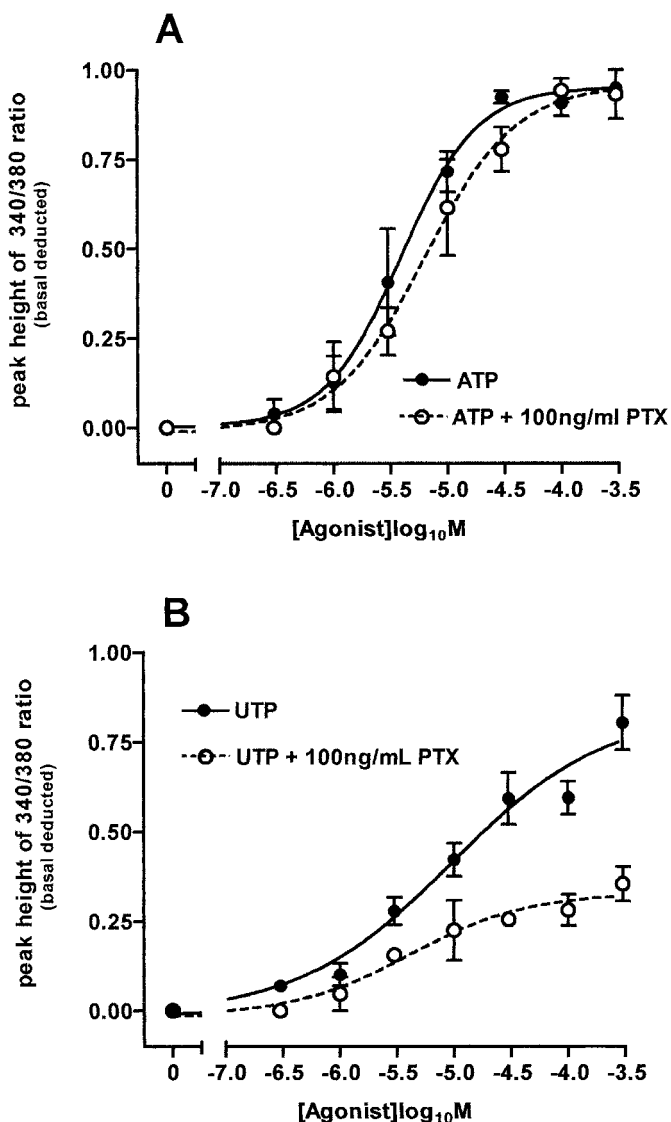 A
peak height of 340/380 ratio
(basal deducted)
1.00
0.75
0.50
0.25
0.00
ATP
ATP + 100ng/ml PTX
0 -7.0 -6.5 -6.0 -5.5 -5.0 -4.5 -4.0 -3.5
[Agonist]log₁₀M
B
peak height of 340/380 ratio
(basal deducted)
1.00
0.75
0.50
0.25
0.00
UTP
UTP + 100ng/mL PTX
0 -7.0 -6.5 -6.0 -5.5 -5.0 -4.5 -4.0 -3.5
[Agonist]log₁₀M